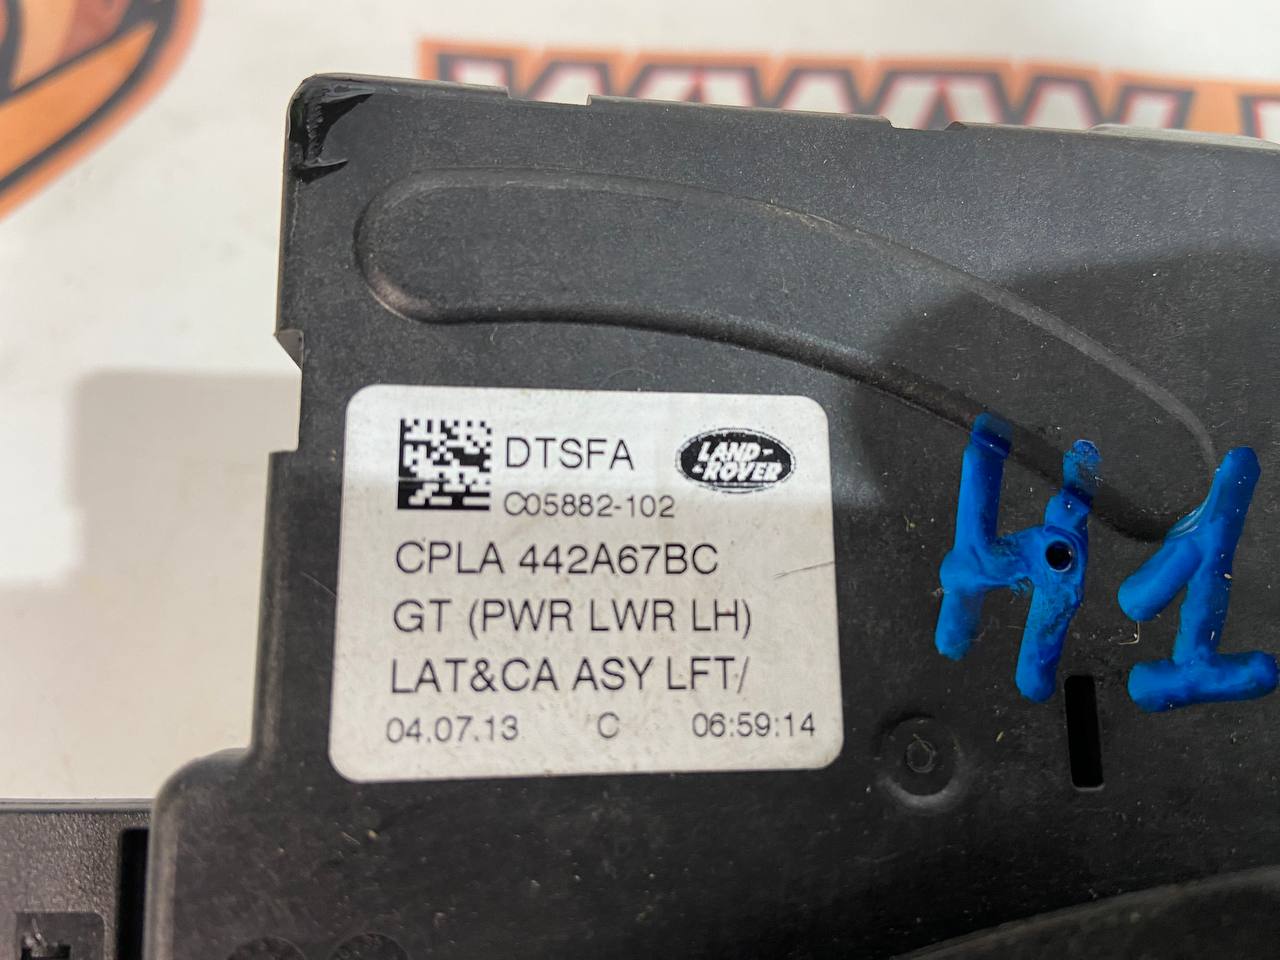 WWW.
DTSFA
LAND-
-ROVER
C05882-102
CPLA 442A67BC
GT (PWR LWR LH)
LAT&CA ASY LFT/
04.07.13 C 06:59:14
H1